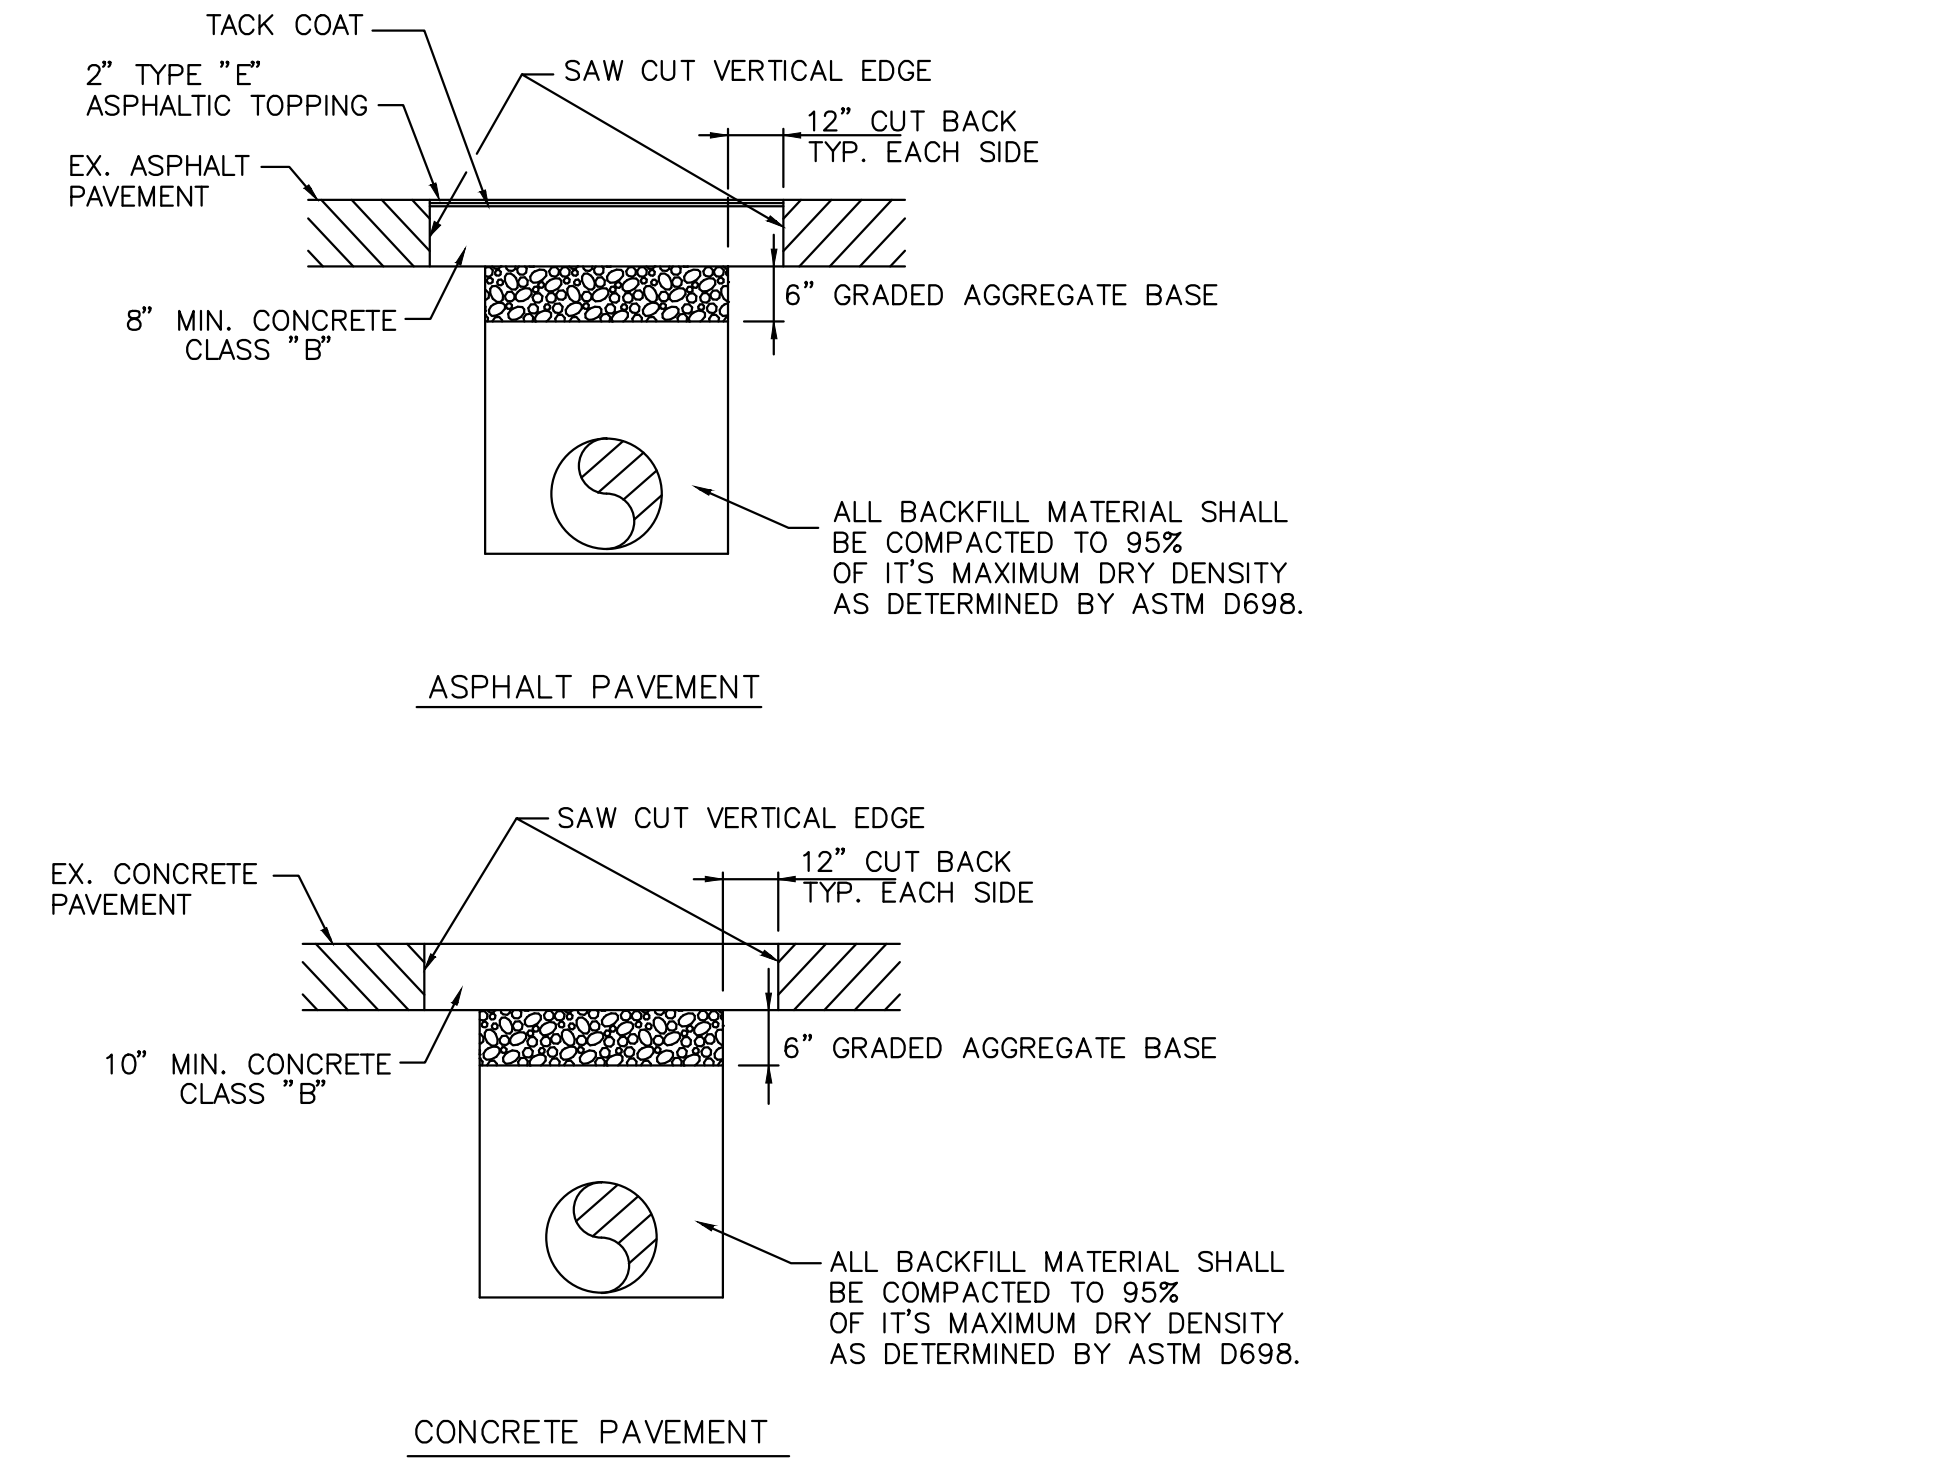 TACK COAT
2” TYPE ”E”
ASPHALTIC TOPPING
SAW CUT VERTICAL EDGE
12” CUT BACK
TYP. EACH SIDE
EX. ASPHALT
PAVEMENT
6” GRADED AGGREGATE BASE
8” MIN. CONCRETE
CLASS ”B”
ALL BACKFILL MATERIAL SHALL
BE COMPACTED TO 95%
OF IT'S MAXIMUM DRY DENSITY
AS DETERMINED BY ASTM D698.
ASPHALT PAVEMENT
SAW CUT VERTICAL EDGE
12” CUT BACK
TYP. EACH SIDE
EX. CONCRETE
PAVEMENT
6” GRADED AGGREGATE BASE
10” MIN. CONCRETE
CLASS ”B”
ALL BACKFILL MATERIAL SHALL
BE COMPACTED TO 95%
OF IT'S MAXIMUM DRY DENSITY
AS DETERMINED BY ASTM D698.
CONCRETE PAVEMENT